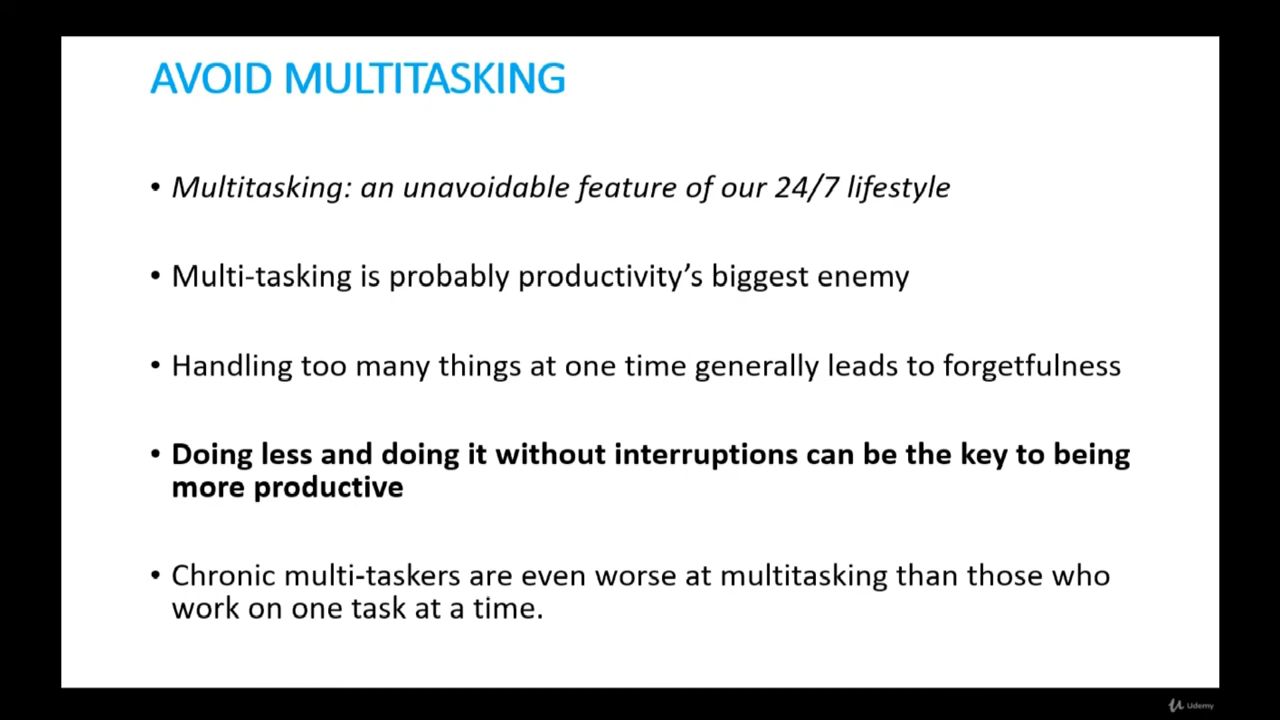 AVOID MULTITASKING
• Multitasking: an unavoidable feature of our 24/7 lifestyle
• Multi-tasking is probably productivity’s biggest enemy
• Handling too many things at one time generally leads to forgetfulness
• Doing less and doing it without interruptions can be the key to being
more productive
• Chronic multi-taskers are even worse at multitasking than those who
work on one task at a time.
Udemy